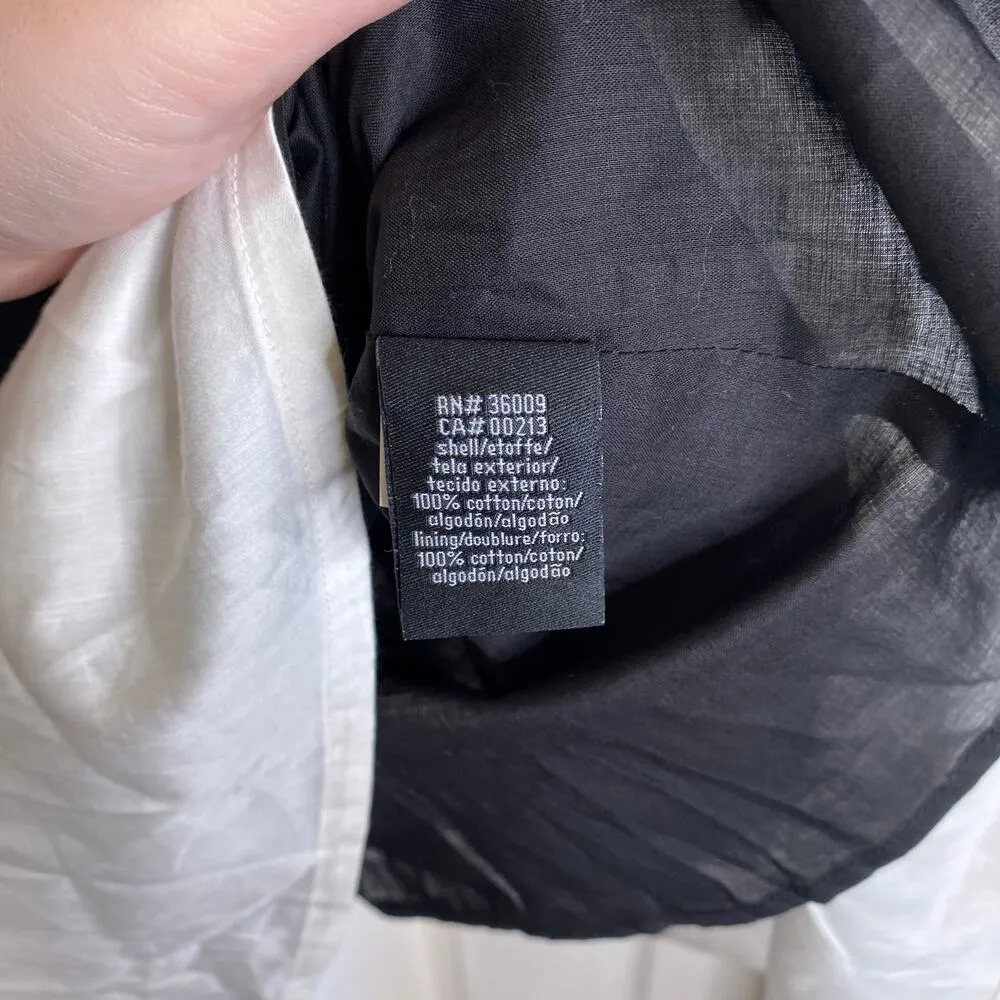 RN# 36009
CA# 00213
shell/etoffe/
tela exterior/
tecido externo:
100% cotton/coton/
algodón/algodão
lining/doublure/forro:
100% cotton/coton/
algodón/algodão